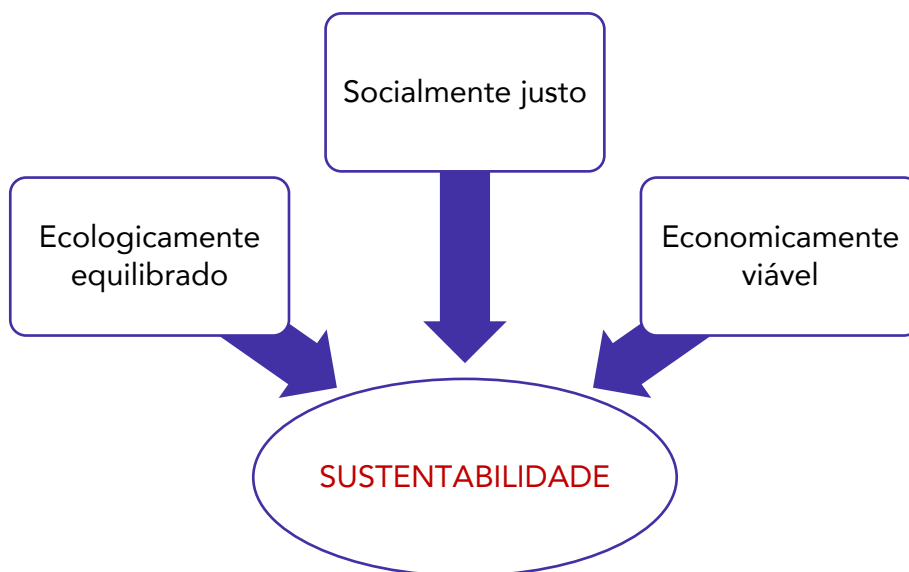 Socialmente justo
Ecologicamente
equilibrado
Economicamente
viável
SUSTENTABILIDADE